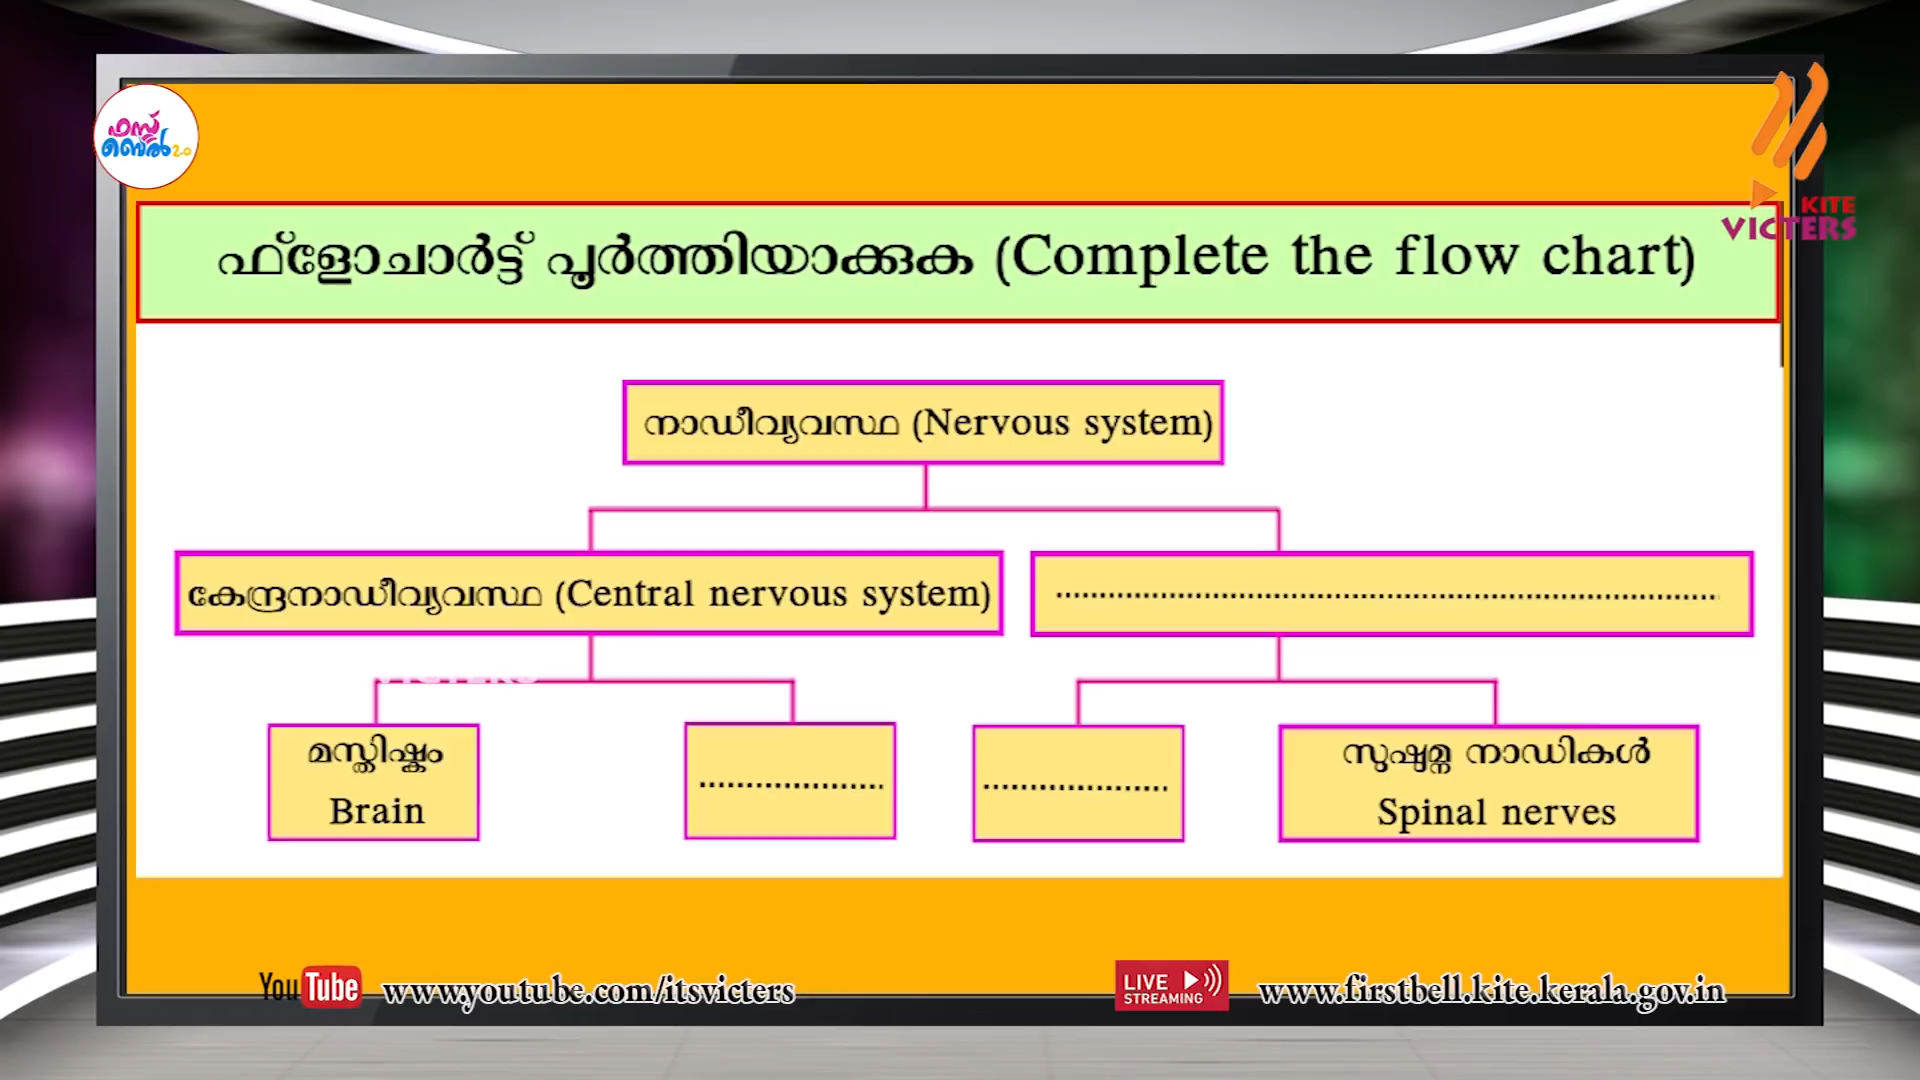 ഫസ്റ്റ്
ബെൽ 2.0
KITE
VICTERS
ഫ്ളോചാർട്ട് പൂർത്തിയാക്കുക (Complete the flow chart)
നാഡീവ്യവസ്ഥ (Nervous system)
കേന്ദ്രനാഡീവ്യവസ്ഥ (Central nervous system)
VICTERS
മസ്തിഷ്കം
Brain
സുഷുമ്ന നാഡികൾ
Spinal nerves
YouTube www.youtube.com/itsvicters
LIVE STREAMING www.firstbell.kite.kerala.gov.in